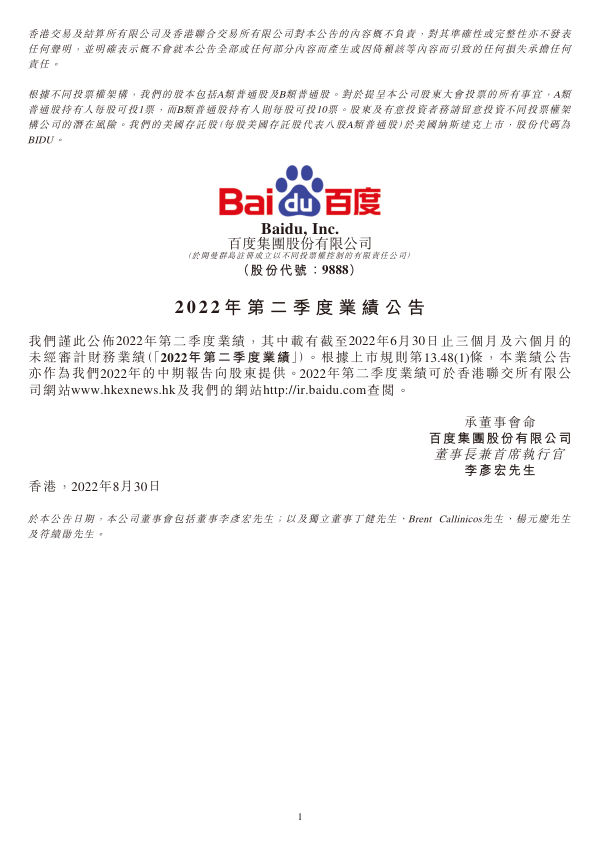 香港交易及結算所有限公司及香港聯合交易所有限公司對本公告的內容概不負責，對其準確性或完整性亦不發表
任何聲明，並明確表示概不會就本公告全部或任何部分內容而產生或因倚賴該等內容而引致的任何損失承擔任何
責任。
根據不同投票權架構，我們的股本包括A類普通股及B類普通股。對於提呈本公司股東大會投票的所有事宜，A類
普通股持有人每股可投1票，而B類普通股持有人則每股可投10票。股東及有意投資者務請留意投資不同投票權架
構公司的潛在風險。我們的美國存託股（每股美國存託股代表八股A類普通股）於美國納斯達克上市，股份代碼為
BIDU。
Bai du 百度
Baidu, Inc.
百度集團股份有限公司
（於開曼群島註冊成立以不同投票權控制的有限責任公司）
（股份代號：9888）
2022年第二季度業績公告
我們謹此公佈2022年第二季度業績，其中載有截至2022年6月30日止三個月及六個月的
未經審計財務業績（「2022年第二季度業績」）。根據上市規則第13.48(1)條，本業績公告
亦作為我們2022年的中期報告向股東提供。2022年第二季度業績可於香港聯交所有限公
司網站www.hkexnews.hk及我們的網站http://ir.baidu.com查閱。
承董事會命
百度集團股份有限公司
董事長兼首席執行官
李彥宏先生
香港，2022年8月30日
於本公告日期，本公司董事會包括董事李彥宏先生；以及獨立董事丁健先生、Brent Callinicos先生、楊元慶先生
及符績勛先生。
1